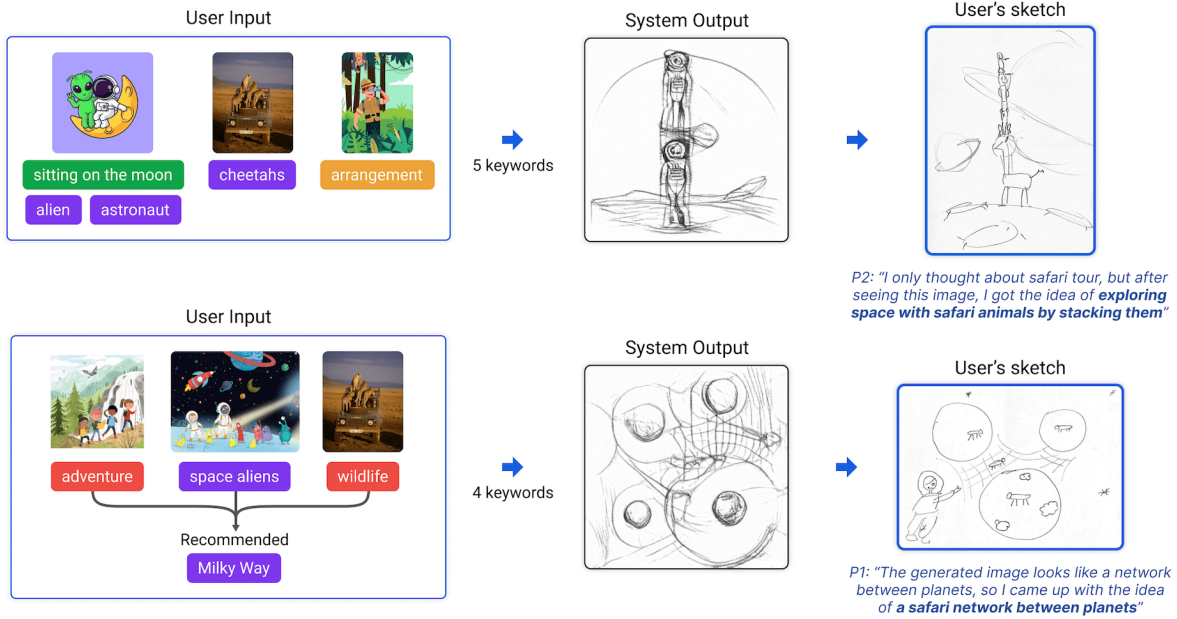 User Input
System Output
User's sketch
sitting on the moon
cheetahs
arrangement
alien
astronaut
5 keywords
P2: “I only thought about safari tour, but after
seeing this image, I got the idea of exploring
space with safari animals by stacking them”
User Input
System Output
User's sketch
adventure
space aliens
wildlife
4 keywords
Recommended
Milky Way
P1: “The generated image looks like a network
between planets, so I came up with the idea
of a safari network between planets”